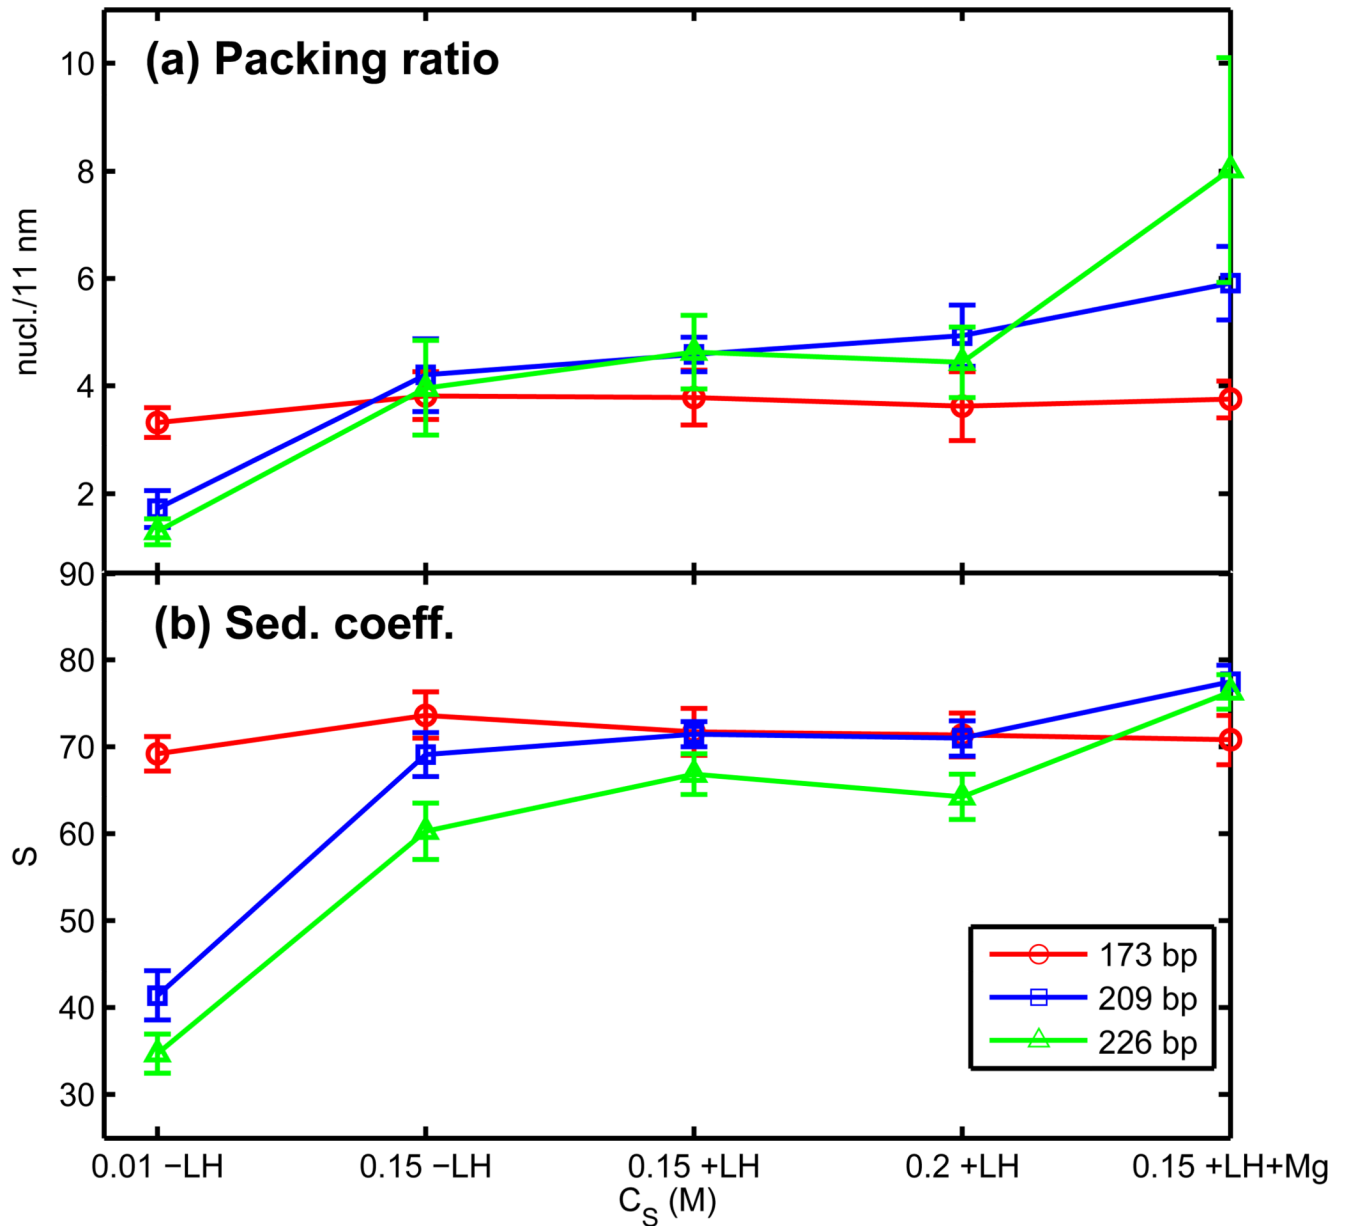 (a) Packing ratio
10
8
6
4
2
nucl./11 nm
(b) Sed. coeff.
90
80
70
60
50
40
30
S
173 bp
209 bp
226 bp
0.01 −LH 0.15 −LH 0.15 +LH 0.2 +LH 0.15 +LH+Mg
C_S (M)